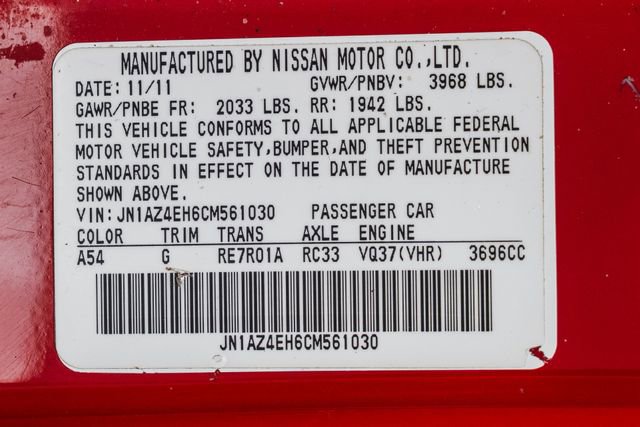 MANUFACTURED BY NISSAN MOTOR CO.,LTD.
DATE: 11/11 GVWR/PNBV: 3968 LBS.
GAWR/PNBE FR: 2033 LBS. RR: 1942 LBS.
THIS VEHICLE CONFORMS TO ALL APPLICABLE FEDERAL
MOTOR VEHICLE SAFETY,BUMPER,AND THEFT PREVENTION
STANDARDS IN EFFECT ON THE DATE OF MANUFACTURE
SHOWN ABOVE.
VIN:JN1AZ4EH6CM561030 PASSENGER CAR
COLOR TRIM TRANS AXLE ENGINE
A54 G RE7R01A RC33 VQ37(VHR) 3696CC
JN1AZ4EH6CM561030